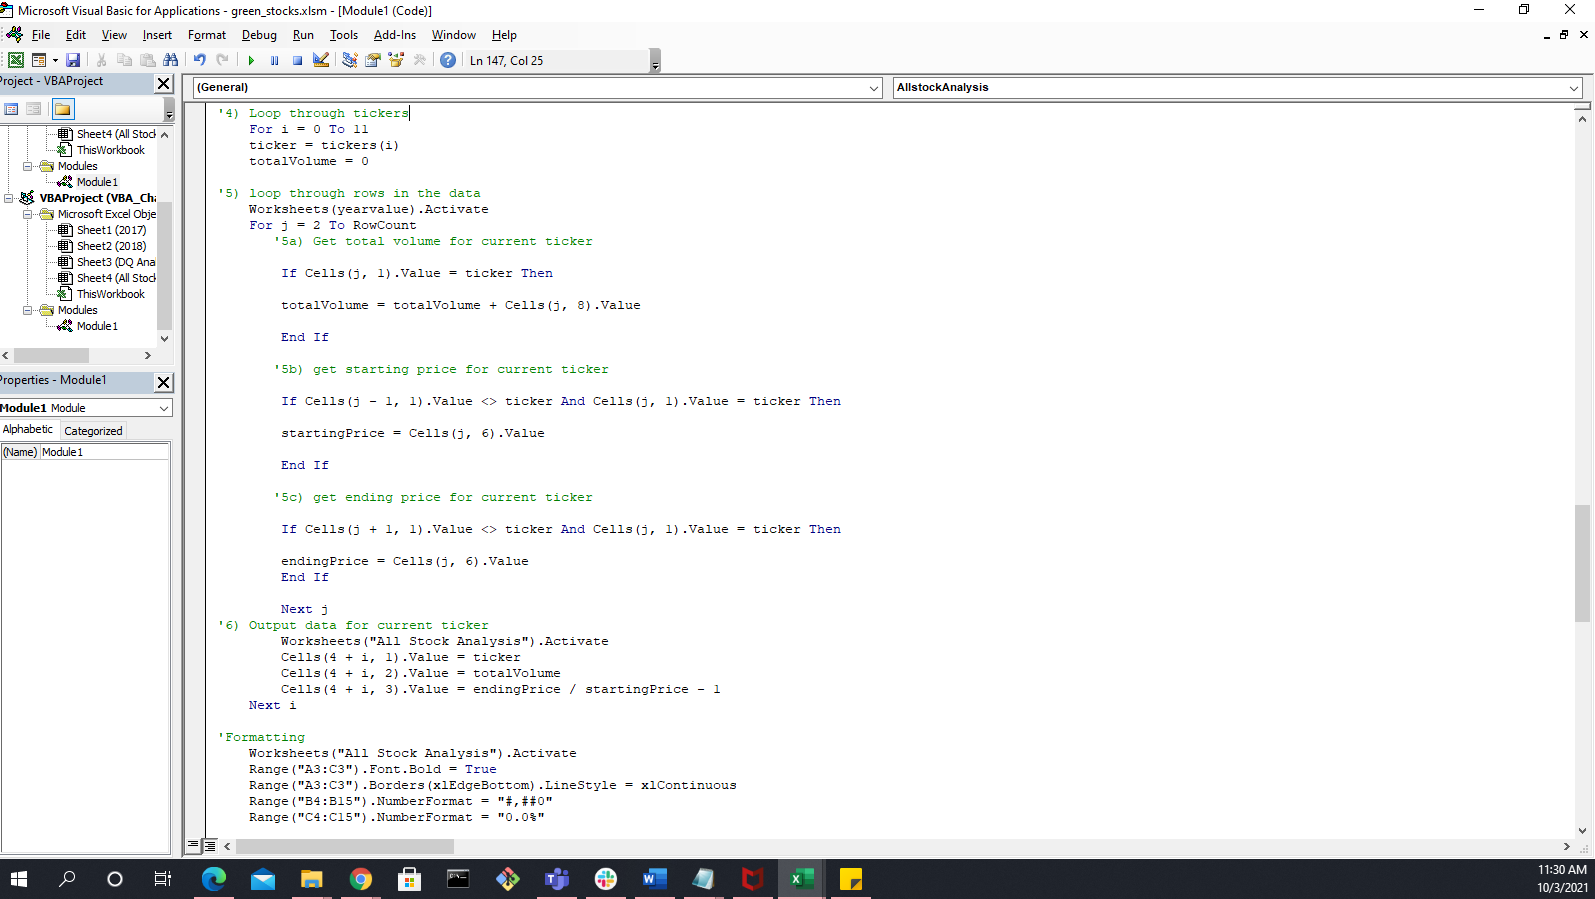 Microsoft Visual Basic for Applications - green_stocks.xlsm - [Module1 (Code)]
File Edit View Insert Format Debug Run Tools Add-Ins Window Help
Ln 147, Col 25
Project - VBAProject
(General)
AllstockAnalysis
Sheet4 (All Stock
ThisWorkbook
Modules
Module1
VBAProject (VBA_Cha
Microsoft Excel Obje
Sheet1 (2017)
Sheet2 (2018)
Sheet3 (DQ Ana
Sheet4 (All Stock
ThisWorkbook
Modules
Module1
Properties - Module1
Module1 Module
Alphabetic Categorized
(Name) Module1
'4) Loop through tickers
For i = 0 To 11
ticker = tickers(i)
totalVolume = 0
'5) loop through rows in the data
Worksheets(yearvalue).Activate
For j = 2 To RowCount
'5a) Get total volume for current ticker
If Cells(j, 1).Value = ticker Then
totalVolume = totalVolume + Cells(j, 8).Value
End If
'5b) get starting price for current ticker
If Cells(j - 1, 1).Value <> ticker And Cells(j, 1).Value = ticker Then
startingPrice = Cells(j, 6).Value
End If
'5c) get ending price for current ticker
If Cells(j + 1, 1).Value <> ticker And Cells(j, 1).Value = ticker Then
endingPrice = Cells(j, 6).Value
End If
Next j
'6) Output data for current ticker
Worksheets("All Stock Analysis").Activate
Cells(4 + i, 1).Value = ticker
Cells(4 + i, 2).Value = totalVolume
Cells(4 + i, 3).Value = endingPrice / startingPrice - 1
Next i
'Formatting
Worksheets("All Stock Analysis").Activate
Range("A3:C3").Font.Bold = True
Range("A3:C3").Borders(xlEdgeBottom).LineStyle = xlContinuous
Range("B4:B15").NumberFormat = "#,##0"
Range("C4:C15").NumberFormat = "0.0%"
11:30 AM
10/3/2021